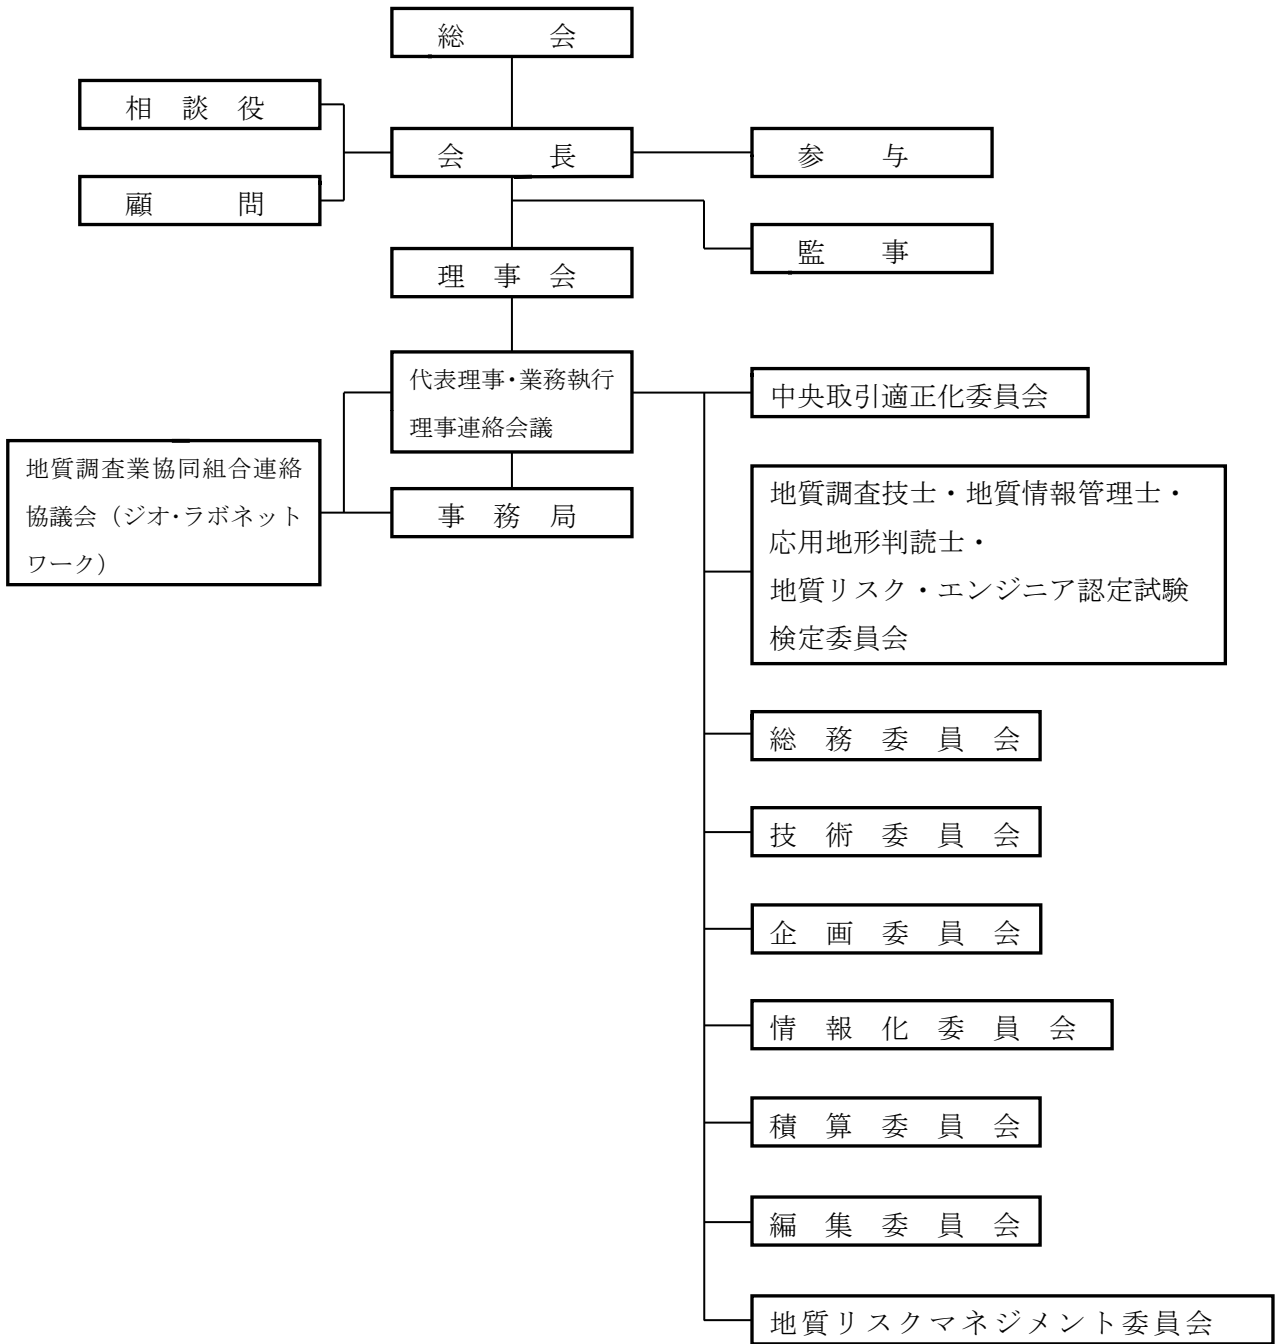 総会
相談役
会長
参与
顧問
監事
理事会
代表理事・業務執行
理事連絡会議
中央取引適正化委員会
地質調査業協同組合連絡
協議会（ジオ・ラボネット
ワーク）
事務局
地質調査技士・地質情報管理士・
応用地形判読士・
地質リスク・エンジニア認定試験
検定委員会
総務委員会
技術委員会
企画委員会
情報化委員会
積算委員会
編集委員会
地質リスクマネジメント委員会